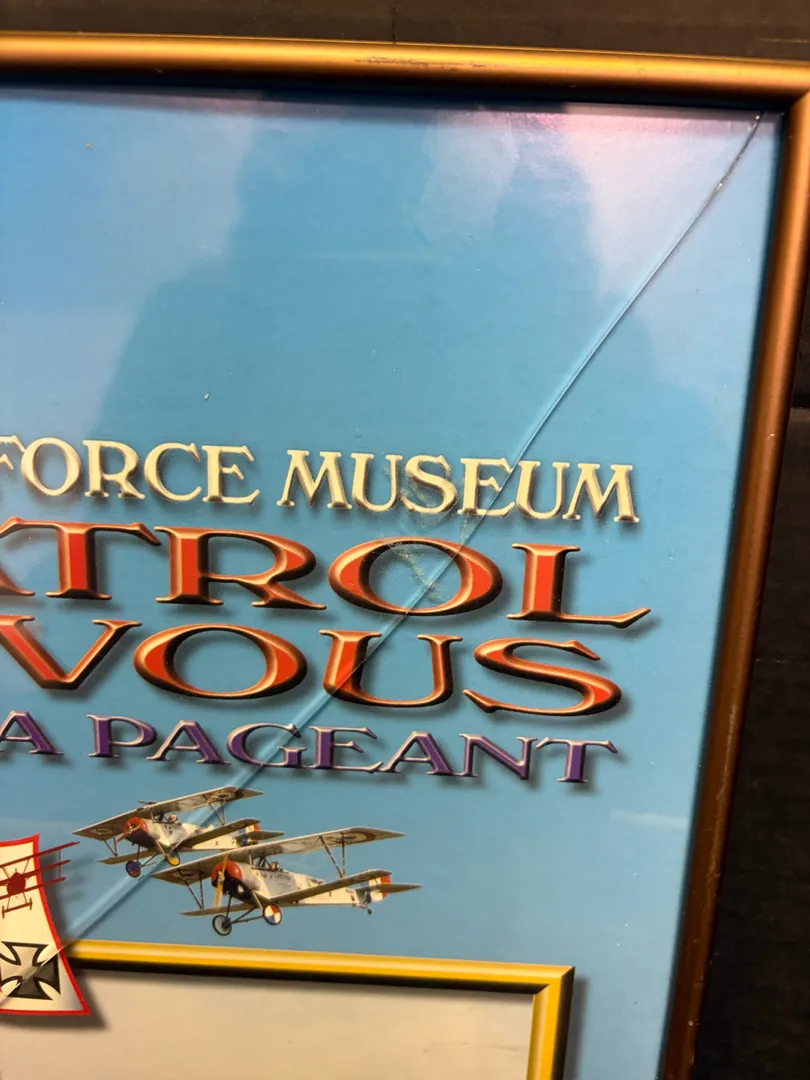 FORCE MUSEUM
TROL
VOUS
A PAGEANT